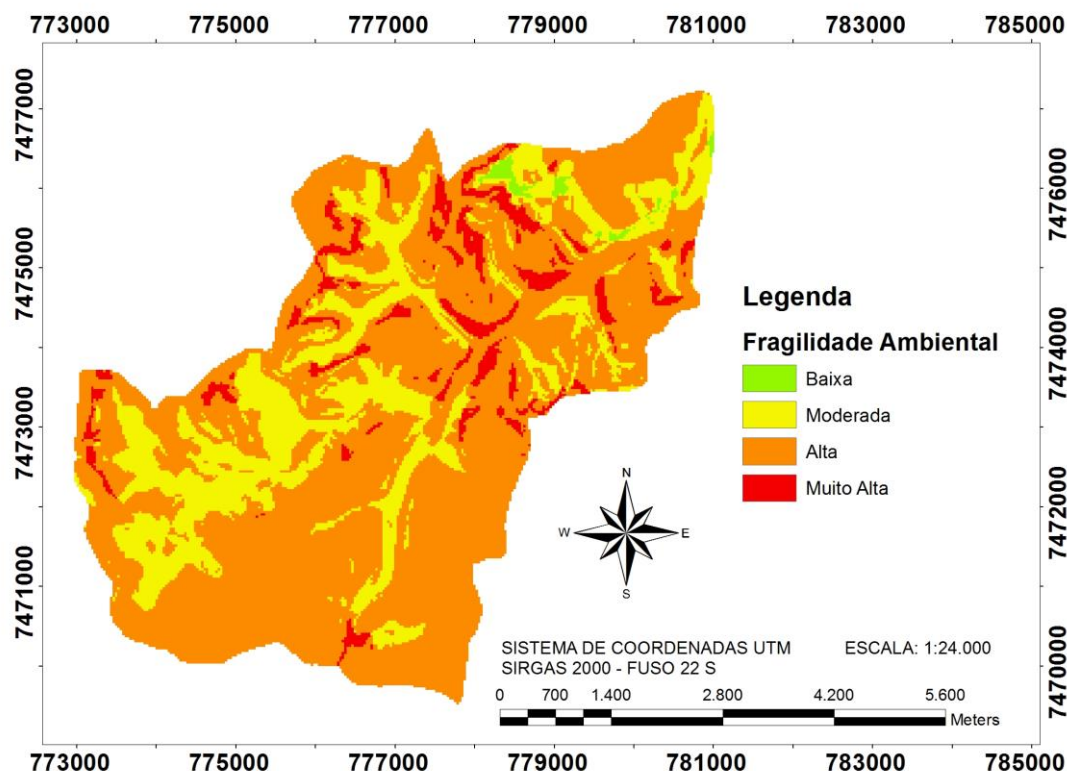 773000 775000 777000 779000 781000 783000 785000
7477000
7475000
7473000
7471000
7476000
7474000
7472000
7470000
Legenda
Fragilidade Ambiental
Baixa
Moderada
Alta
Muito Alta
N
W E
S
SISTEMA DE COORDENADAS UTM ESCALA: 1:24.000
SIRGAS 2000 - FUSO 22 S
0 700 1.400 2.800 4.200 5.600
Meters
773000 775000 777000 779000 781000 783000 785000